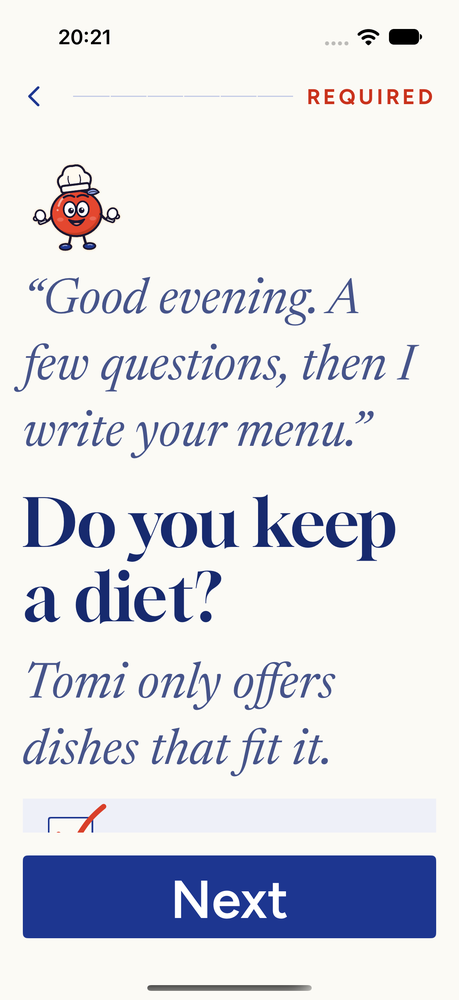 20:21
REQUIRED
“Good evening. A
few questions, then I
write your menu.”
Do you keep
a diet?
Tomi only offers
dishes that fit it.
Next